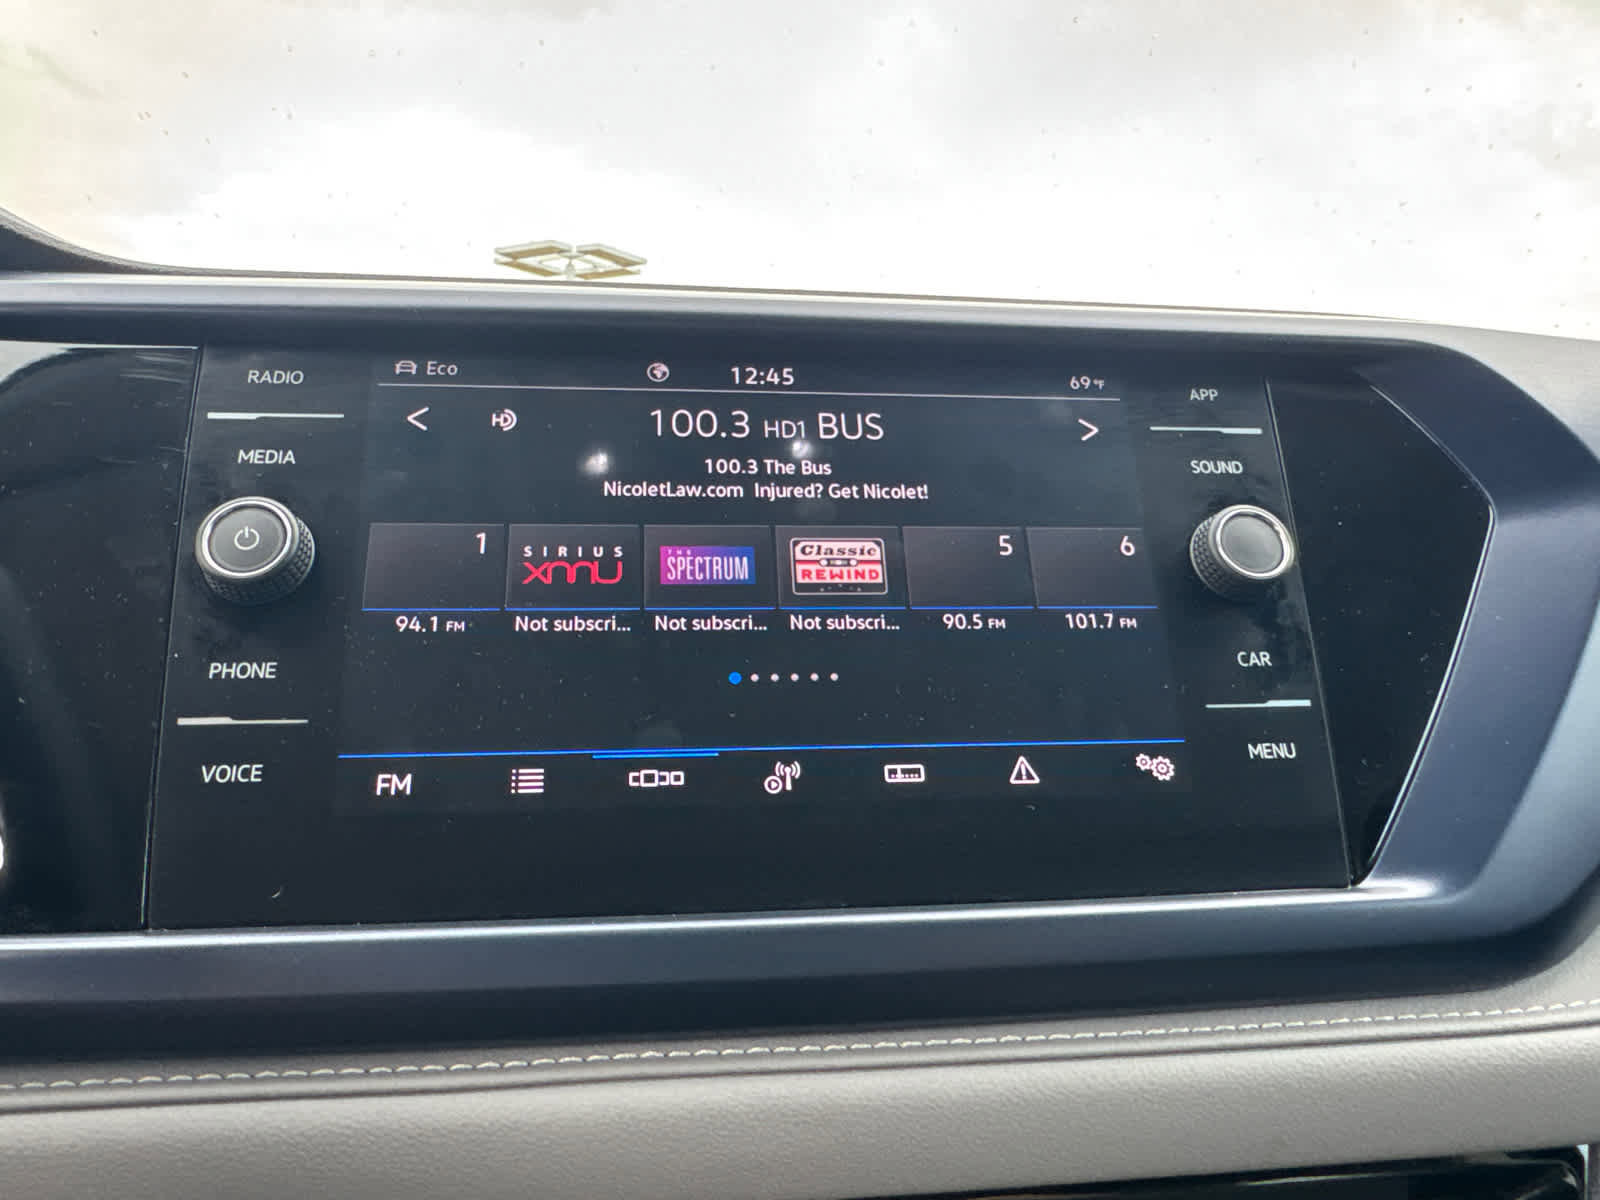 RADIO
MEDIA
PHONE
VOICE
Eco
12:45
69°F
100.3 HD1 BUS
100.3 The Bus
NicoletLaw.com Injured? Get Nicolet!
1
SIRIUS
XMU
THE
SPECTRUM
Classic
REWIND
5
6
94.1 FM
Not subscri...
Not subscri...
Not subscri...
90.5 FM
101.7 FM
FM
APP
SOUND
CAR
MENU